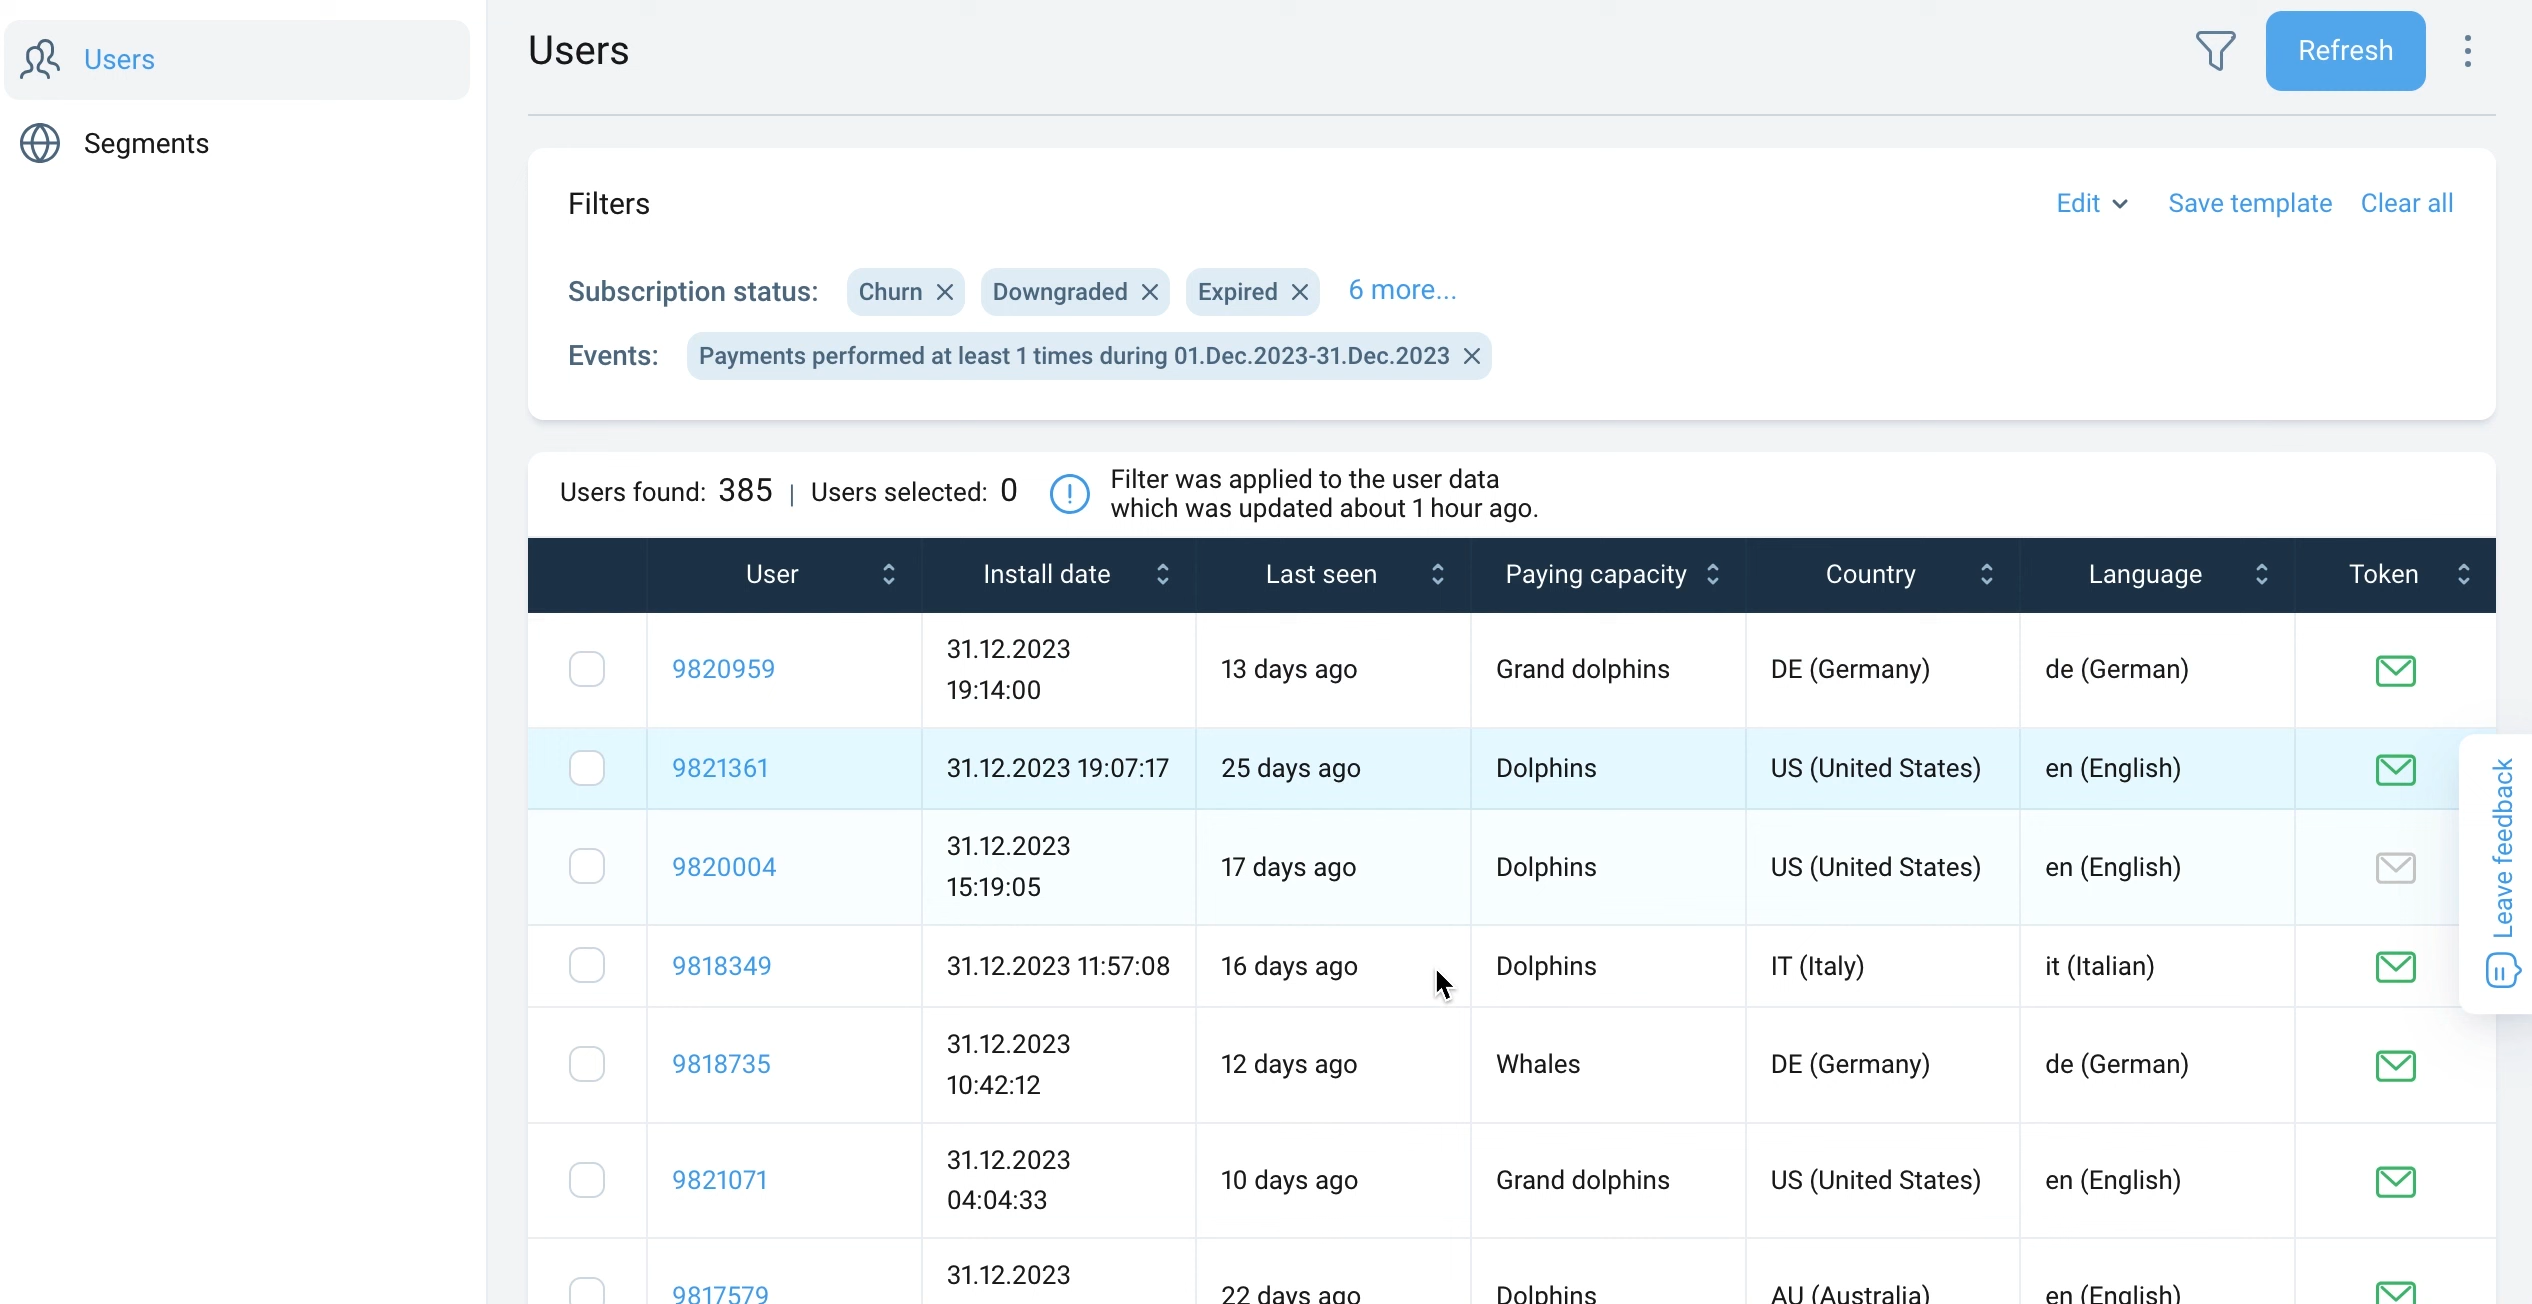 Users
Segments
Users
Refresh
Filters
Edit
Save template
Clear all
Subscription status:
Churn
Downgraded
Expired
6 more...
Events:
Payments performed at least 1 times during 01.Dec.2023-31.Dec.2023
Users found: 385 | Users selected: 0
Filter was applied to the user data
which was updated about 1 hour ago.
User Install date Last seen Paying capacity Country Language Token
9820959 31.12.2023 19:14:00 13 days ago Grand dolphins DE (Germany) de (German)
9821361 31.12.2023 19:07:17 25 days ago Dolphins US (United States) en (English)
9820004 31.12.2023 15:19:05 17 days ago Dolphins US (United States) en (English)
9818349 31.12.2023 11:57:08 16 days ago Dolphins IT (Italy) it (Italian)
9818735 31.12.2023 10:42:12 12 days ago Whales DE (Germany) de (German)
9821071 31.12.2023 04:04:33 10 days ago Grand dolphins US (United States) en (English)
9817579 31.12.2023 22 days ago Dolphins AU (Australia) en (English)
Leave feedback